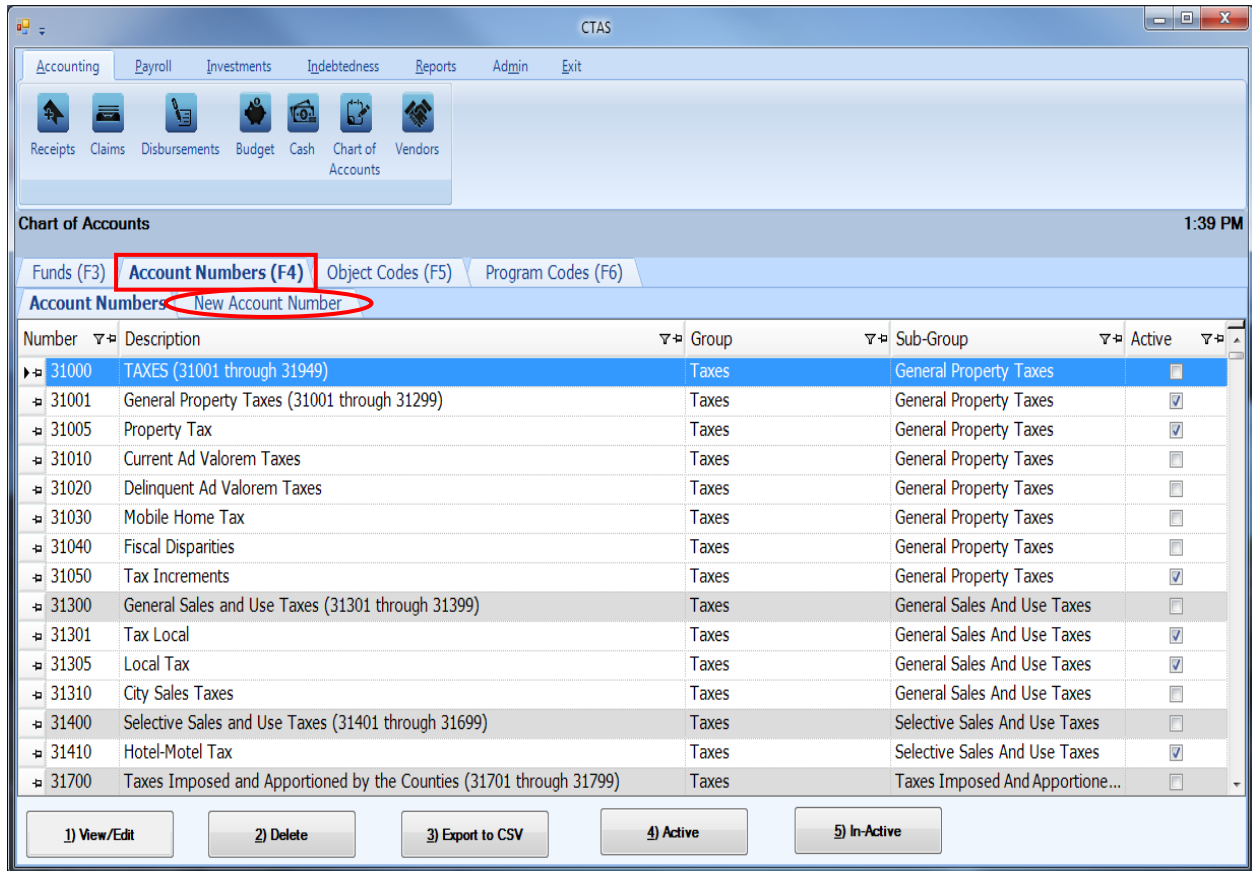 CTAS
Accounting Payroll Investments Indebtedness Reports Admin Exit
Receipts Claims Disbursements Budget Cash Chart of Accounts Vendors
Chart of Accounts 1:39 PM
Funds (F3) Account Numbers (F4) Object Codes (F5) Program Codes (F6)
Account Numbers New Account Number
Number Description Group Sub-Group Active
31000 TAXES (31001 through 31949) Taxes General Property Taxes
31001 General Property Taxes (31001 through 31299) Taxes General Property Taxes
31005 Property Tax Taxes General Property Taxes
31010 Current Ad Valorem Taxes Taxes General Property Taxes
31020 Delinquent Ad Valorem Taxes Taxes General Property Taxes
31030 Mobile Home Tax Taxes General Property Taxes
31040 Fiscal Disparities Taxes General Property Taxes
31050 Tax Increments Taxes General Property Taxes
31300 General Sales and Use Taxes (31301 through 31399) Taxes General Sales And Use Taxes
31301 Tax Local Taxes General Sales And Use Taxes
31305 Local Tax Taxes General Sales And Use Taxes
31310 City Sales Taxes Taxes General Sales And Use Taxes
31400 Selective Sales and Use Taxes (31401 through 31699) Taxes Selective Sales And Use Taxes
31410 Hotel-Motel Tax Taxes Selective Sales And Use Taxes
31700 Taxes Imposed and Apportioned by the Counties (31701 through 31799) Taxes Taxes Imposed And Apportione...
1) View/Edit 2) Delete 3) Export to CSV 4) Active 5) In-Active